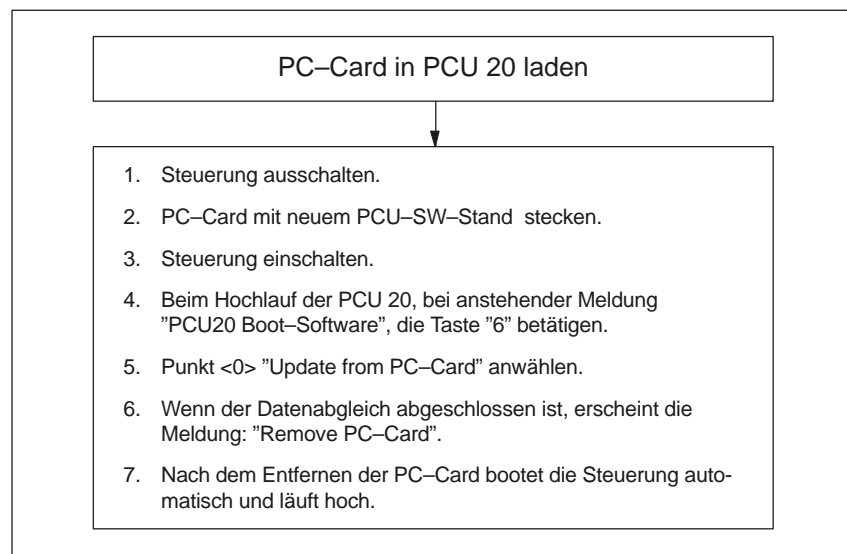 PC–Card in PCU 20 laden
1. Steuerung ausschalten.
2. PC–Card mit neuem PCU–SW–Stand stecken.
3. Steuerung einschalten.
4. Beim Hochlauf der PCU 20, bei anstehender Meldung
”PCU20 Boot–Software”, die Taste ”6” betätigen.
5. Punkt <0> ”Update from PC–Card” anwählen.
6. Wenn der Datenabgleich abgeschlossen ist, erscheint die
Meldung: ”Remove PC–Card”.
7. Nach dem Entfernen der PC–Card bootet die Steuerung auto-
matisch und läuft hoch.